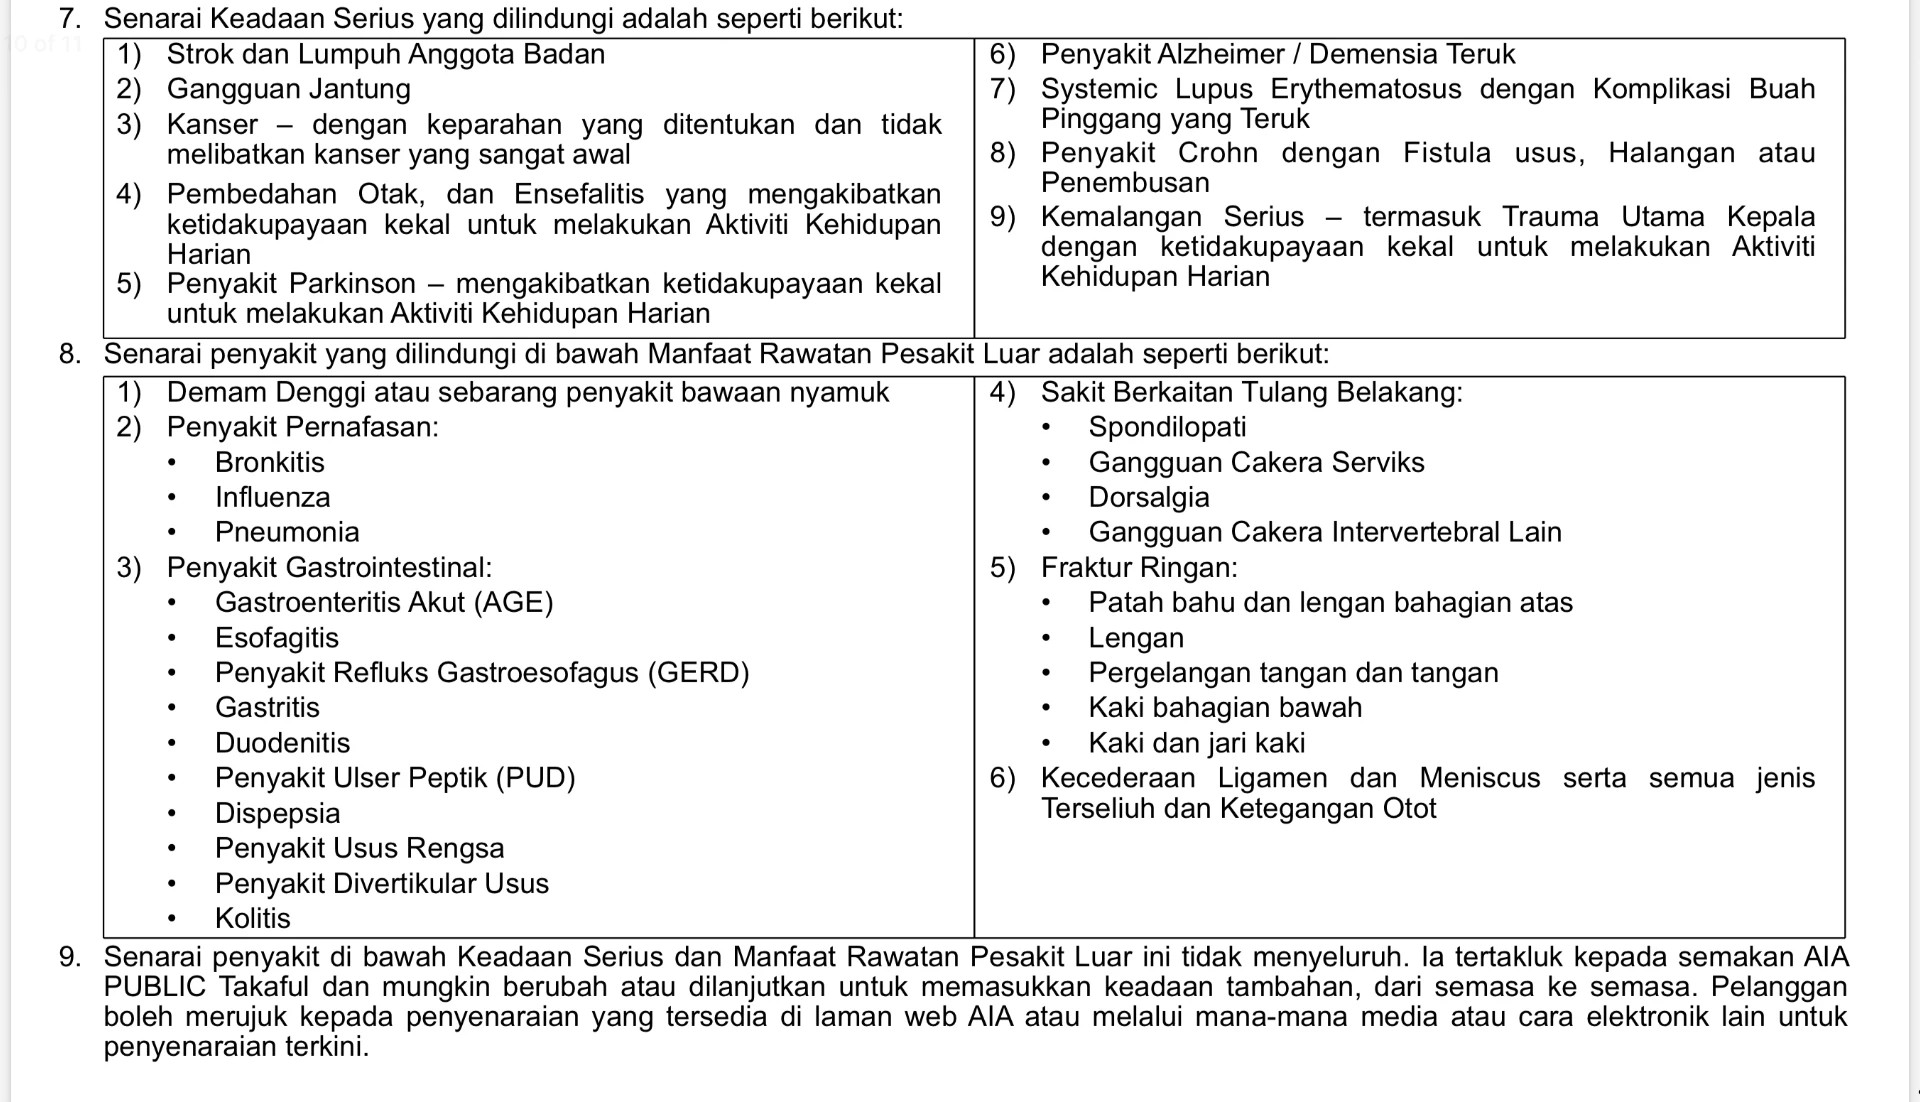 7. Senarai Keadaan Serius yang dilindungi adalah seperti berikut:
10 of 11
1) Strok dan Lumpuh Anggota Badan
2) Gangguan Jantung
3) Kanser – dengan keparahan yang ditentukan dan tidak
melibatkan kanser yang sangat awal
4) Pembedahan Otak, dan Ensefalitis yang mengakibatkan
ketidakupayaan kekal untuk melakukan Aktiviti Kehidupan
Harian
5) Penyakit Parkinson – mengakibatkan ketidakupayaan kekal
untuk melakukan Aktiviti Kehidupan Harian
6) Penyakit Alzheimer / Demensia Teruk
7) Systemic Lupus Erythematosus dengan Komplikasi Buah
Pinggang yang Teruk
8) Penyakit Crohn dengan Fistula usus, Halangan atau
Penembusan
9) Kemalangan Serius – termasuk Trauma Utama Kepala
dengan ketidakupayaan kekal untuk melakukan Aktiviti
Kehidupan Harian
8. Senarai penyakit yang dilindungi di bawah Manfaat Rawatan Pesakit Luar adalah seperti berikut:
1) Demam Denggi atau sebarang penyakit bawaan nyamuk
2) Penyakit Pernafasan:
• Bronkitis
• Influenza
• Pneumonia
3) Penyakit Gastrointestinal:
• Gastroenteritis Akut (AGE)
• Esofagitis
• Penyakit Refluks Gastroesofagus (GERD)
• Gastritis
• Duodenitis
• Penyakit Ulser Peptik (PUD)
• Dispepsia
• Penyakit Usus Rengsa
• Penyakit Divertikular Usus
• Kolitis
4) Sakit Berkaitan Tulang Belakang:
• Spondilopati
• Gangguan Cakera Serviks
• Dorsalgia
• Gangguan Cakera Intervertebral Lain
5) Fraktur Ringan:
• Patah bahu dan lengan bahagian atas
• Lengan
• Pergelangan tangan dan tangan
• Kaki bahagian bawah
• Kaki dan jari kaki
6) Kecederaan Ligamen dan Meniscus serta semua jenis
Terseliuh dan Ketegangan Otot
9. Senarai penyakit di bawah Keadaan Serius dan Manfaat Rawatan Pesakit Luar ini tidak menyeluruh. Ia tertakluk kepada semakan AIA
PUBLIC Takaful dan mungkin berubah atau dilanjutkan untuk memasukkan keadaan tambahan, dari semasa ke semasa. Pelanggan
boleh merujuk kepada penyenaraian yang tersedia di laman web AIA atau melalui mana-mana media atau cara elektronik lain untuk
penyenaraian terkini.